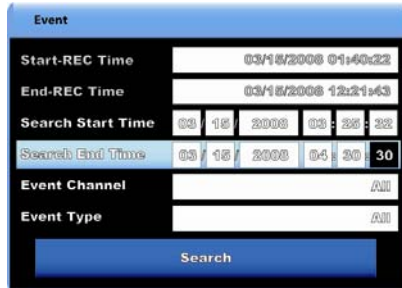 Event
Start-REC Time 03/15/2008 01:40:22
End-REC Time 03/15/2008 12:21:43
Search Start Time 03 / 15 / 2008 03 : 25 : 32
Search End Time 03 / 15 / 2008 04 : 30 : 30
Event Channel All
Event Type All
Search